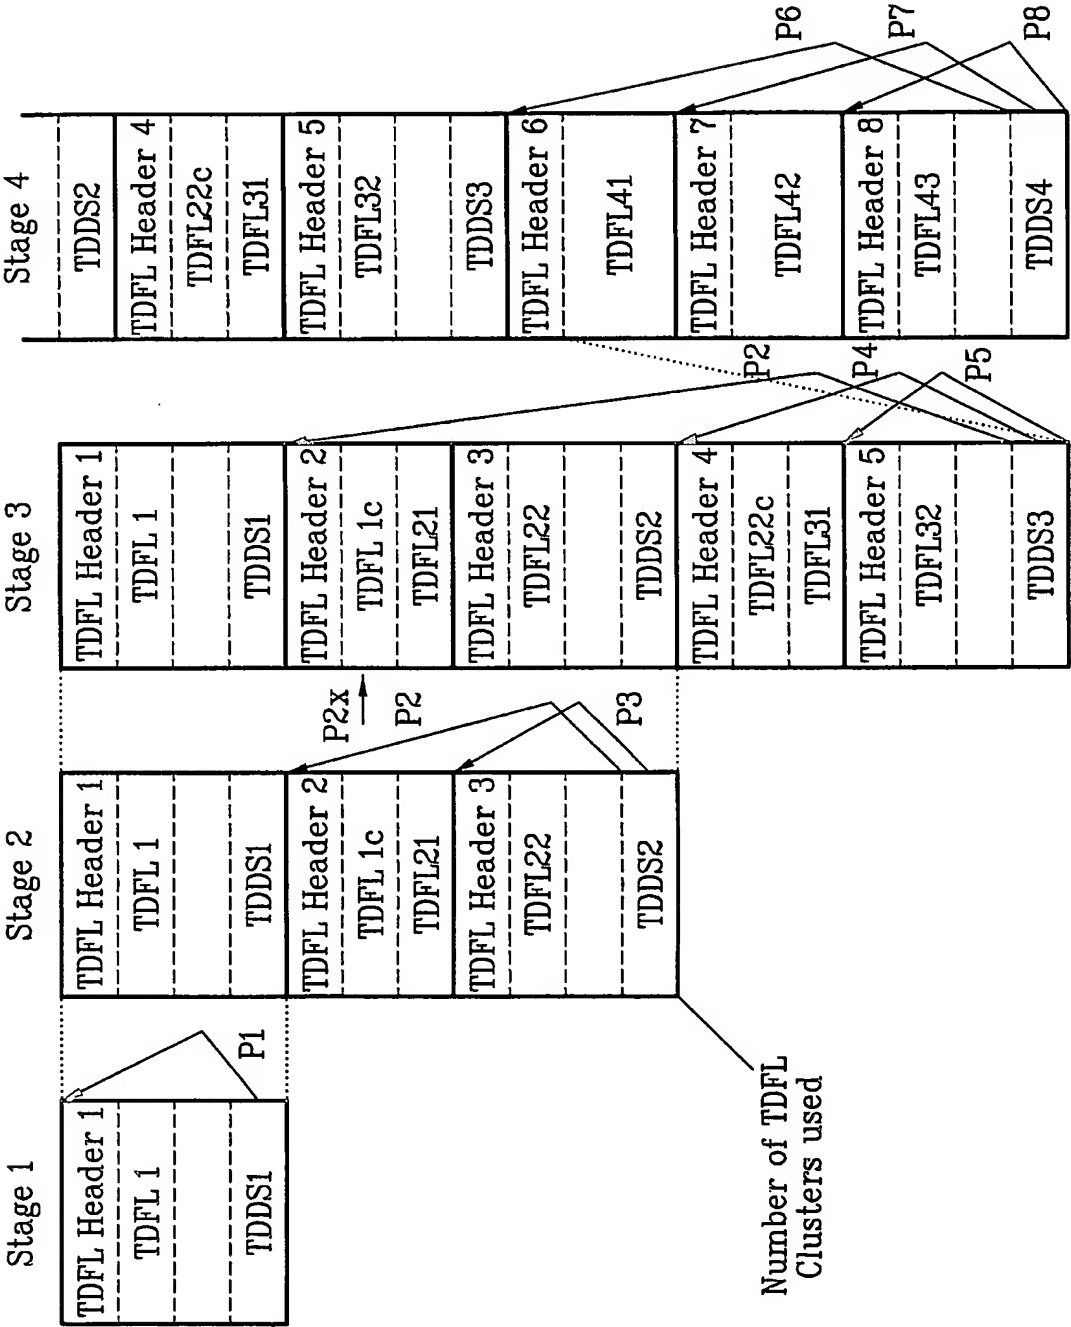 Stage 1
TDFL Header 1
TDFL 1
TDDS1
P1
Stage 2
TDFL Header 1
TDFL 1
TDDS1
TDFL Header 2
TDFL 1c
TDFL21
TDFL Header 3
TDFL22
TDDS2
P2
P3
Number of TDFL
Clusters used
P2x
Stage 3
TDFL Header 1
TDFL 1
TDDS1
TDFL Header 2
TDFL 1c
TDFL21
TDFL Header 3
TDFL22
TDDS2
TDFL Header 4
TDFL22c
TDFL31
TDFL Header 5
TDFL32
TDDS3
P2
P4
P5
Stage 4
TDDS2
TDFL Header 4
TDFL22c
TDFL31
TDFL Header 5
TDFL32
TDDS3
TDFL Header 6
TDFL41
TDFL Header 7
TDFL42
TDFL Header 8
TDFL43
TDDS4
P6
P7
P8